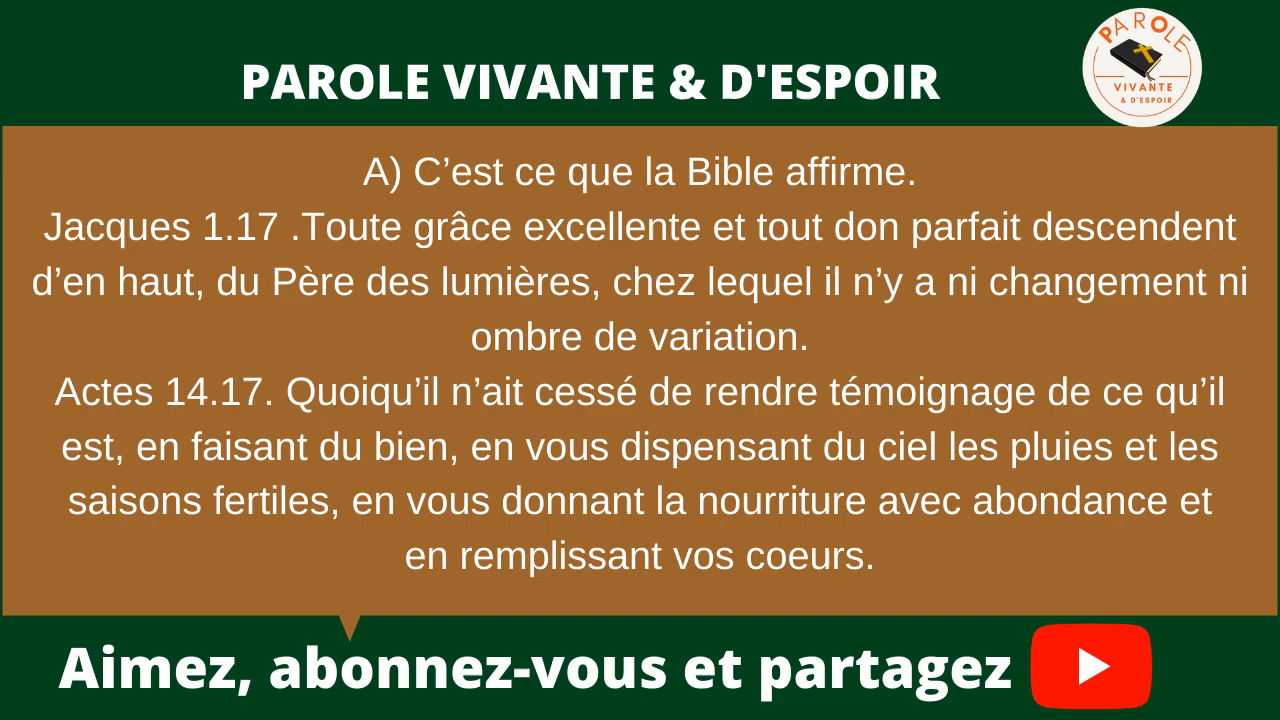 PAROLE VIVANTE & D'ESPOIR
PAROLE
VIVANTE
& D'ESPOIR
A) C’est ce que la Bible affirme.
Jacques 1.17 .Toute grâce excellente et tout don parfait descendent
d’en haut, du Père des lumières, chez lequel il n’y a ni changement ni
ombre de variation.
Actes 14.17. Quoiqu’il n’ait cessé de rendre témoignage de ce qu’il
est, en faisant du bien, en vous dispensant du ciel les pluies et les
saisons fertiles, en vous donnant la nourriture avec abondance et
en remplissant vos coeurs.
Aimez, abonnez-vous et partagez